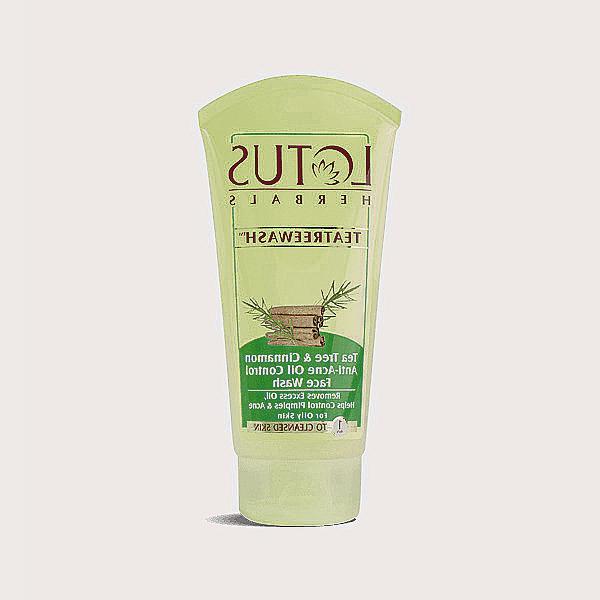 LOTUS
HERBALS
TEATREEWASH™
Tea Tree & Cinnamon
Anti-Acne Oil Control
Face Wash
Removes Excess Oil,
Helps Control Pimples & Acne
For Oily Skin
1 TO CLEANSED SKIN